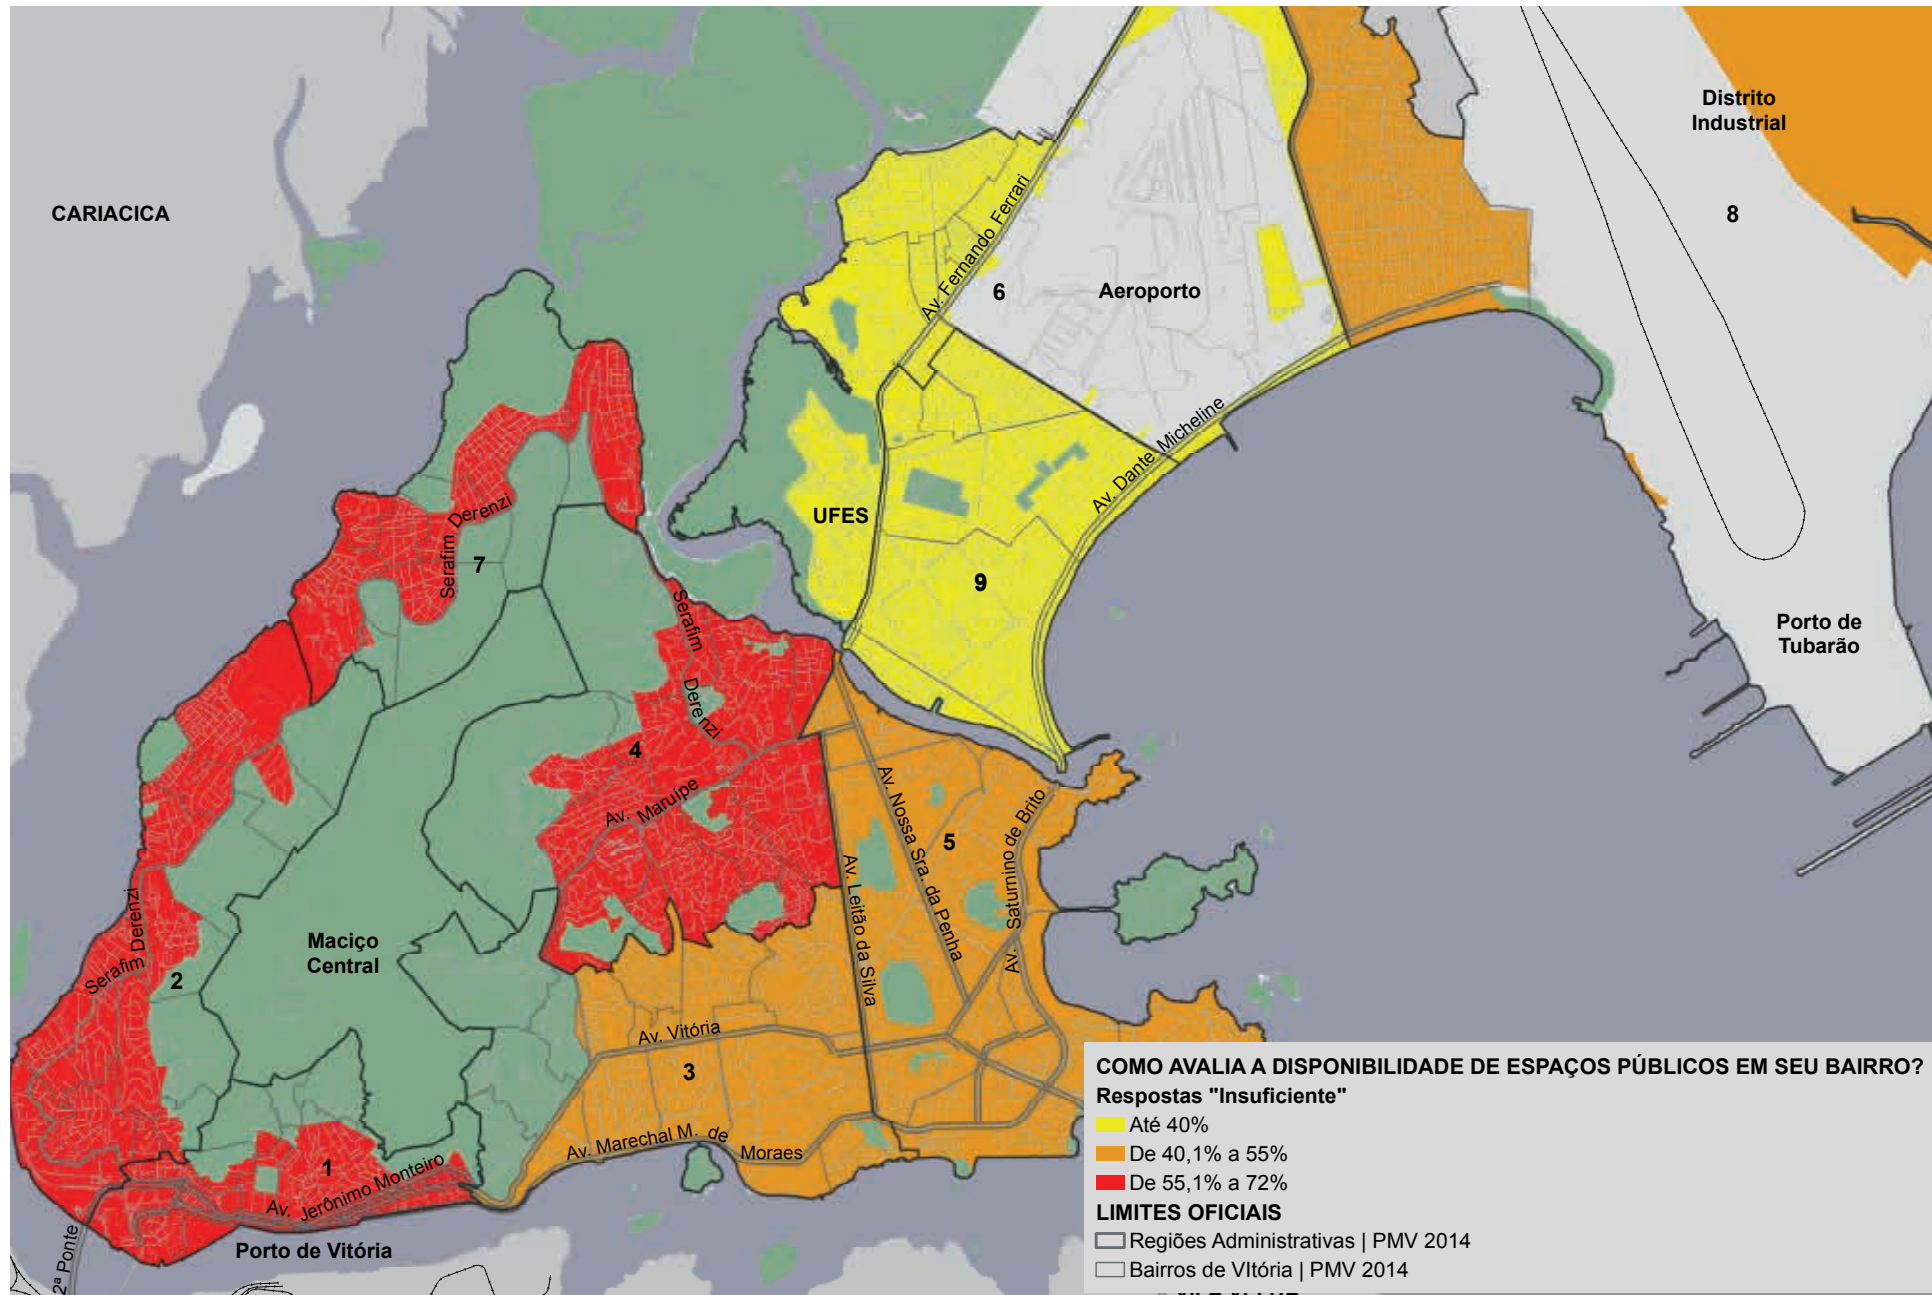 Distrito
Industrial
8
CARIACICA
Av. Fernando Ferrari
6
Aeroporto
Av. Dante Micheline
UFES
Serafim Derenzi
7
9
Serafim
Derenzi
Porto de
Tubarão
4
Av. Maruípe
Av. Nossa Sra. da Penha
5
Av. Saturnino de Brito
Av. Leitão da Silva
Serafim Derenzi
2
Maciço
Central
Av. Vitória
3
Av. Marechal M. de Moraes
1
Av. Jerônimo Monteiro
Porto de Vitória
2ª Ponte
COMO AVALIA A DISPONIBILIDADE DE ESPAÇOS PÚBLICOS EM SEU BAIRRO?
Respostas "Insuficiente"
Até 40%
De 40,1% a 55%
De 55,1% a 72%
LIMITES OFICIAIS
Regiões Administrativas | PMV 2014
Bairros de VItória | PMV 2014